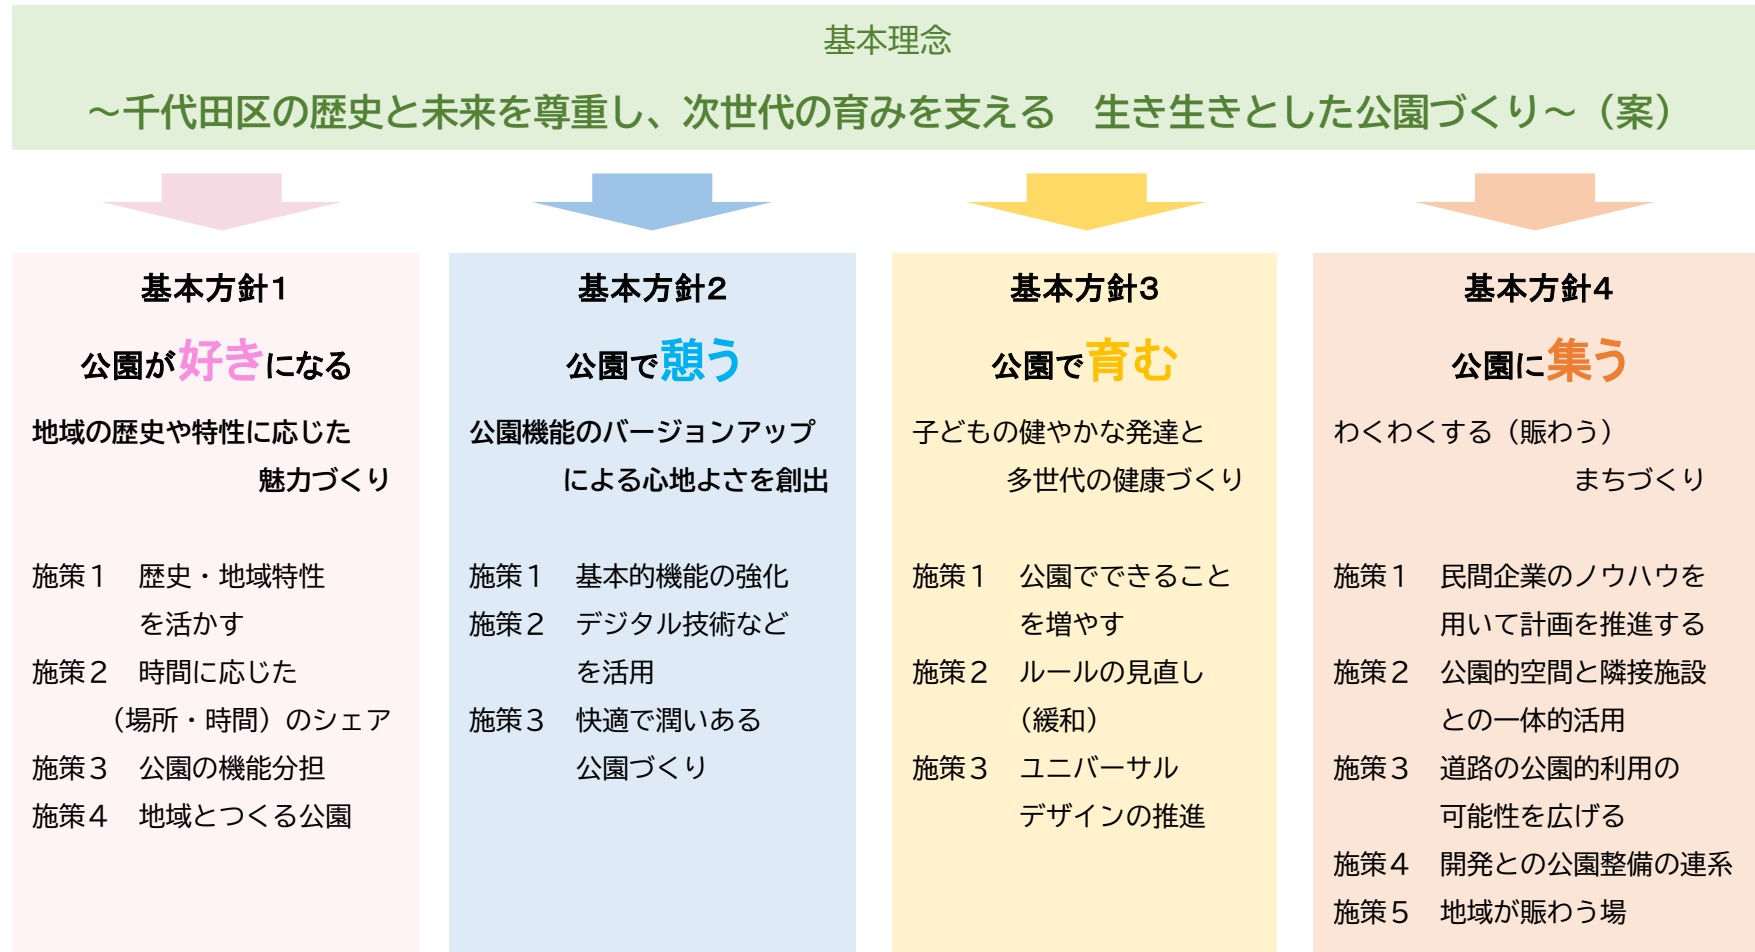 基本理念
～千代田区の歴史と未来を尊重し、次世代の育みを支える　生き生きとした公園づくり～（案）
基本方針1
公園が好きになる
地域の歴史や特性に応じた
魅力づくり
施策１　歴史・地域特性
を活かす
施策２　時間に応じた
（場所・時間）のシェア
施策３　公園の機能分担
施策４　地域とつくる公園
基本方針2
公園で憩う
公園機能のバージョンアップ
による心地よさを創出
施策１　基本的機能の強化
施策２　デジタル技術など
を活用
施策３　快適で潤いある
公園づくり
基本方針3
公園で育む
子どもの健やかな発達と
多世代の健康づくり
施策１　公園でできること
を増やす
施策２　ルールの見直し
（緩和）
施策３　ユニバーサル
デザインの推進
基本方針4
公園に集う
わくわくする（賑わう）
まちづくり
施策１　民間企業のノウハウを
用いて計画を推進する
施策２　公園的空間と隣接施設
との一体的活用
施策３　道路の公園的利用の
可能性を広げる
施策４　開発との公園整備の連系
施策５　地域が賑わう場